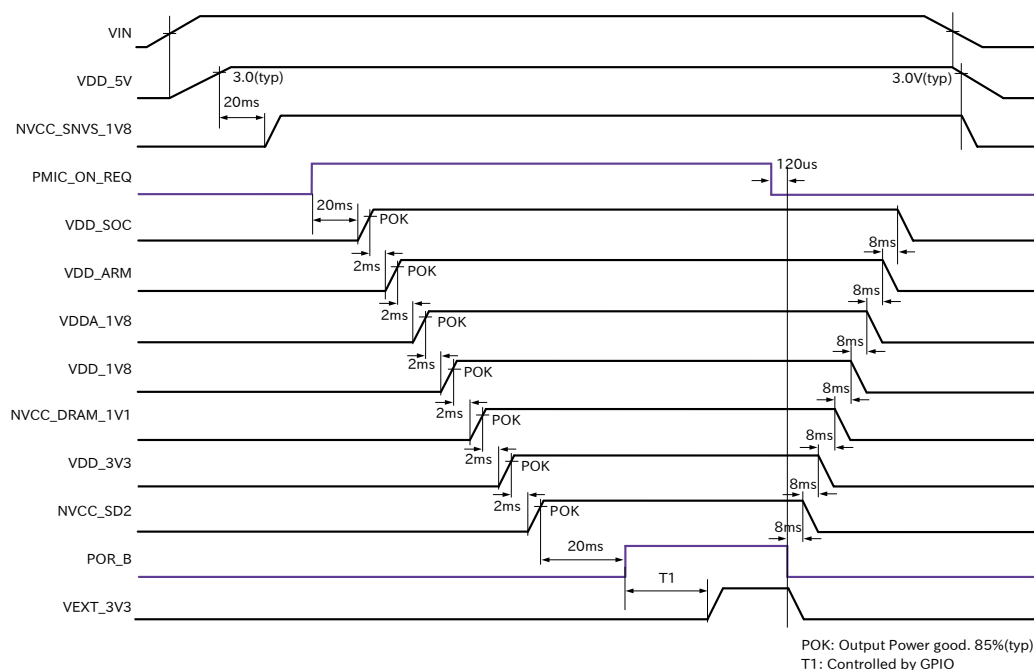 VIN
VDD_5V
3.0(typ)
3.0V(typ)
20ms
NVCC_SNVS_1V8
PMIC_ON_REQ
120us
20ms
VDD_SOC
POK
8ms
2ms
VDD_ARM
POK
8ms
2ms
VDDA_1V8
POK
8ms
2ms
VDD_1V8
POK
8ms
2ms
NVCC_DRAM_1V1
POK
8ms
2ms
VDD_3V3
POK
8ms
2ms
NVCC_SD2
POK
8ms
POR_B
20ms
T1
VEXT_3V3
POK: Output Power good. 85%(typ)
T1: Controlled by GPIO